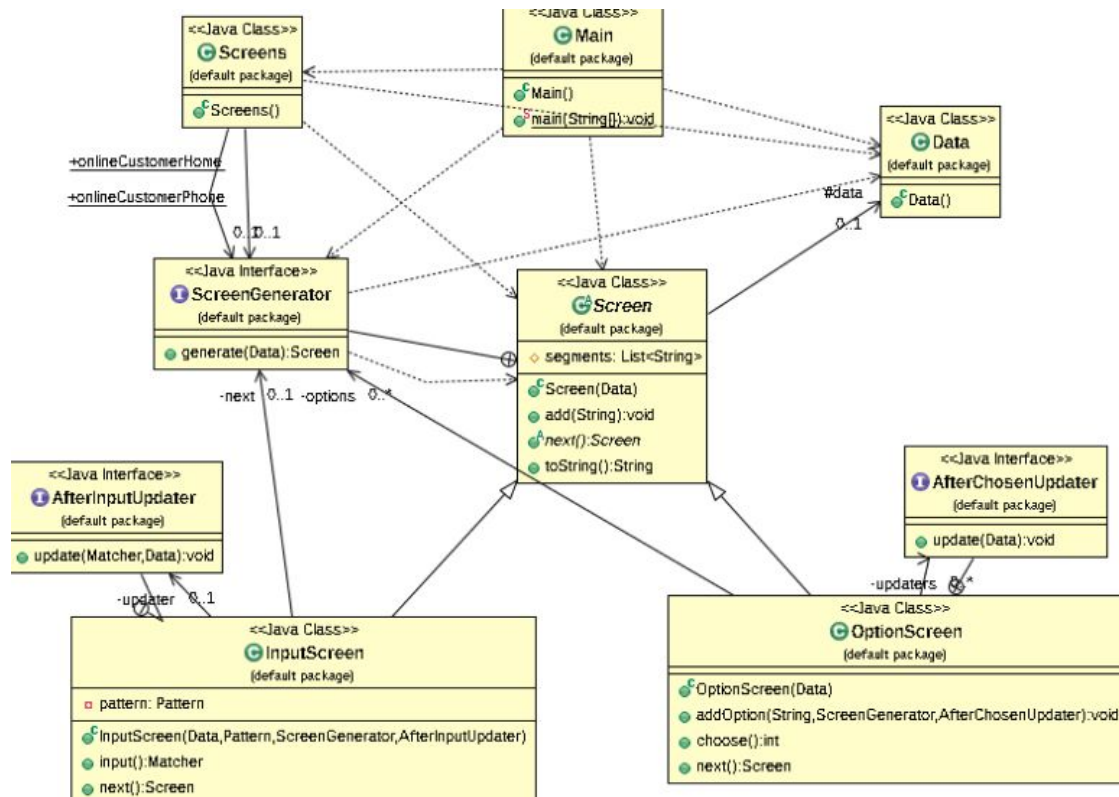 <<Java Class>>
Screens
(default package)
Screens()
<<Java Class>>
Main
(default package)
Main()
main(String[]):void
<<Java Class>>
Data
(default package)
Data()
+onlineCustomerHome
+onlineCustomerPhone
0..1
0..1
#data
0..1
<<Java Interface>>
ScreenGenerator
(default package)
generate(Data):Screen
<<Java Class>>
Screen
(default package)
segments: List<String>
Screen(Data)
add(String):void
next():Screen
toString():String
-next
0..1
-options
0..*
<<Java Interface>>
AfterInputUpdater
(default package)
update(Matcher,Data):void
<<Java Interface>>
AfterChosenUpdater
(default package)
update(Data):void
-updater
0..1
-updaters
0..*
<<Java Class>>
InputScreen
(default package)
pattern: Pattern
InputScreen(Data,Pattern,ScreenGenerator,AfterInputUpdater)
input():Matcher
next():Screen
<<Java Class>>
OptionScreen
(default package)
OptionScreen(Data)
addOption(String,ScreenGenerator,AfterChosenUpdater):void
choose():int
next():Screen